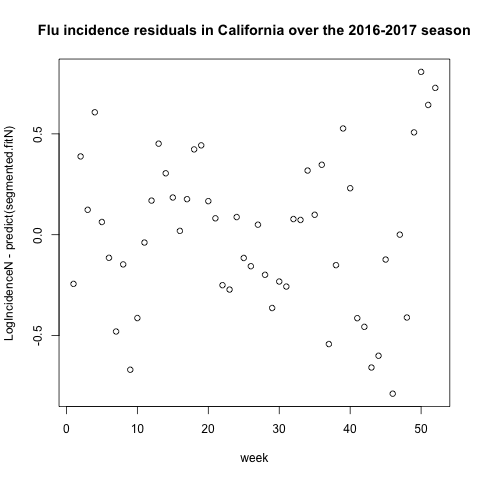 Flu incidence residuals in California over the 2016-2017 season
LogIncidenceN - predict(segmented.fitN)
0.5
0.0
-0.5
0 10 20 30 40 50
week